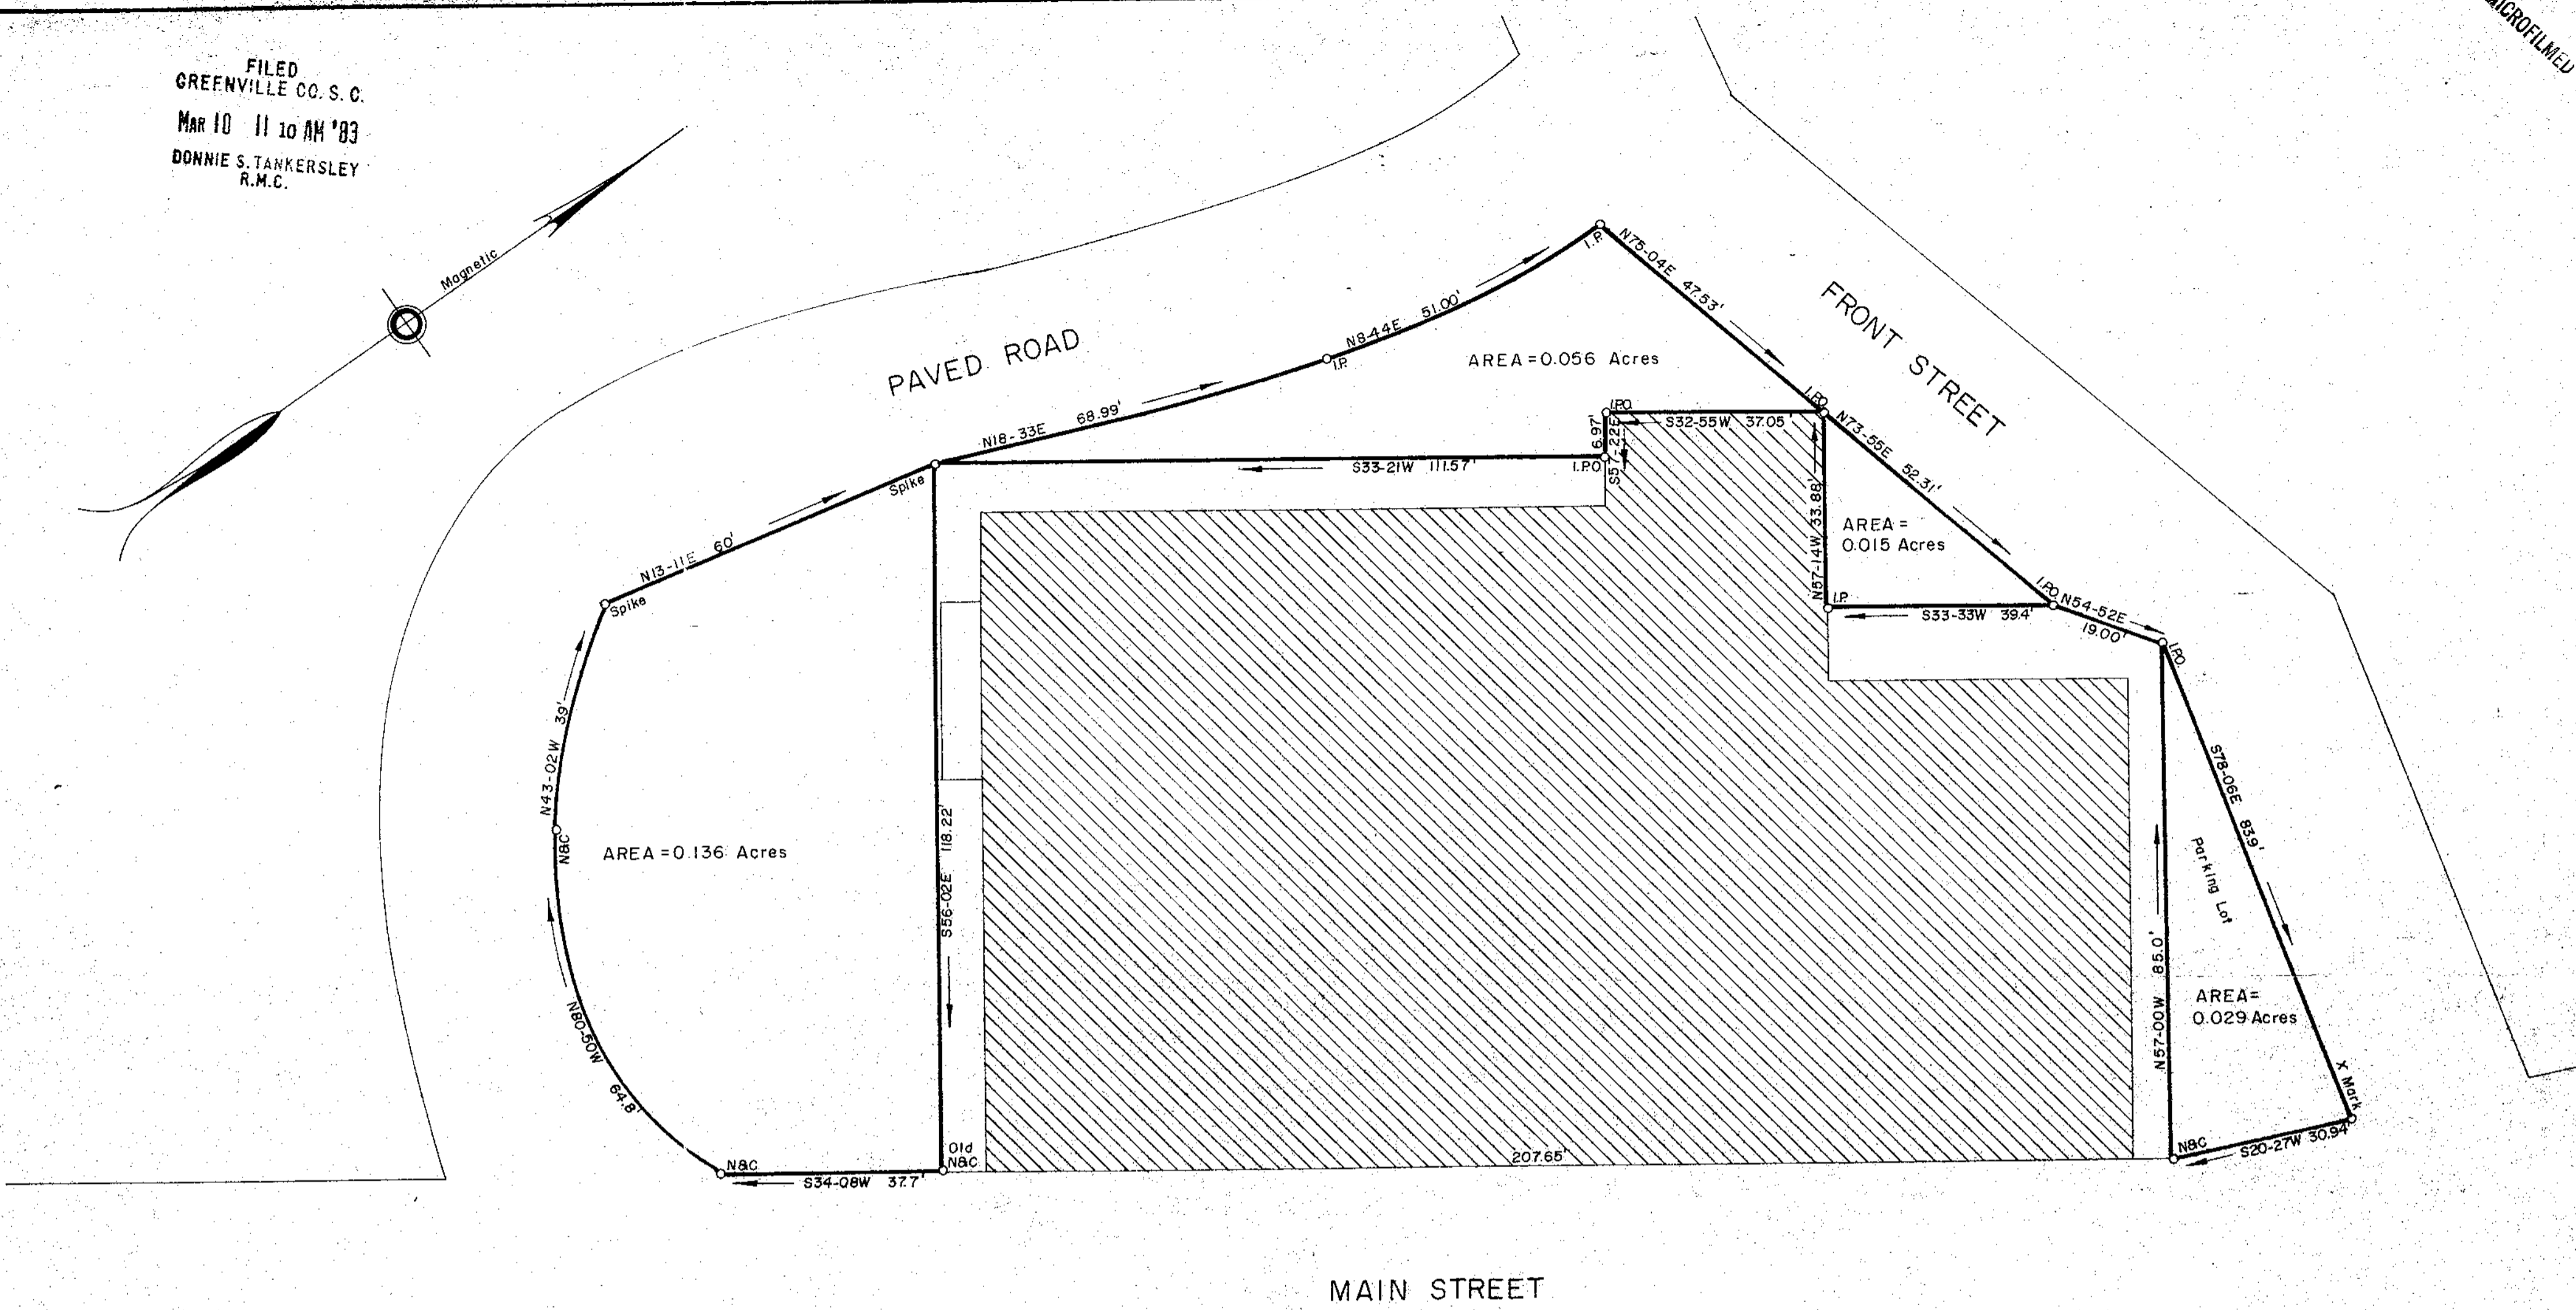 MICROFILMED
FILED
GREENVILLE CO. S. C.
MAR 10 11 10 AM '83
DONNIE S. TANKERSLEY
R.M.C.
Magnetic
PAVED ROAD
FRONT STREET
I.P.
N75-04E 47.53'
N8-44E 51.00'
I.P.
AREA = 0.056 Acres
N18-33E 68.99'
I.P.O.
I.P.O.
S32-55W 37.05'
6.97'
S57-22E
N73-55E 52.31'
S33-21W 111.57'
I.P.O.
Spike
N13-11E 60'
Spike
N57-14W 33.88'
AREA =
0.015 Acres
I.P.
S33-33W 39.4'
I.P.O.
N54-52E
19.00'
I.P.O.
N43-02W 39'
N&C
AREA = 0.136 Acres
S56-02E 118.22'
S78-06E 83.9'
Parking Lot
N57-00W 85.0'
AREA=
0.029 Acres
N80-50W 64.8'
X Mark
N&C
S34-08W 37.7'
Old
N&C
207.65'
N&C
S20-27W 30.94'
MAIN STREET